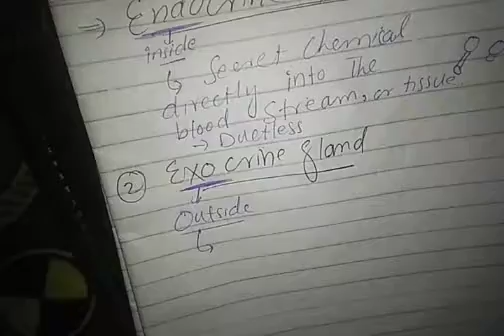 → Endocrine
inside
↳ Secret Chemical
directly into The
blood stream, or tissue.
→ Ductless
② Exocrine gland
Outside
↳